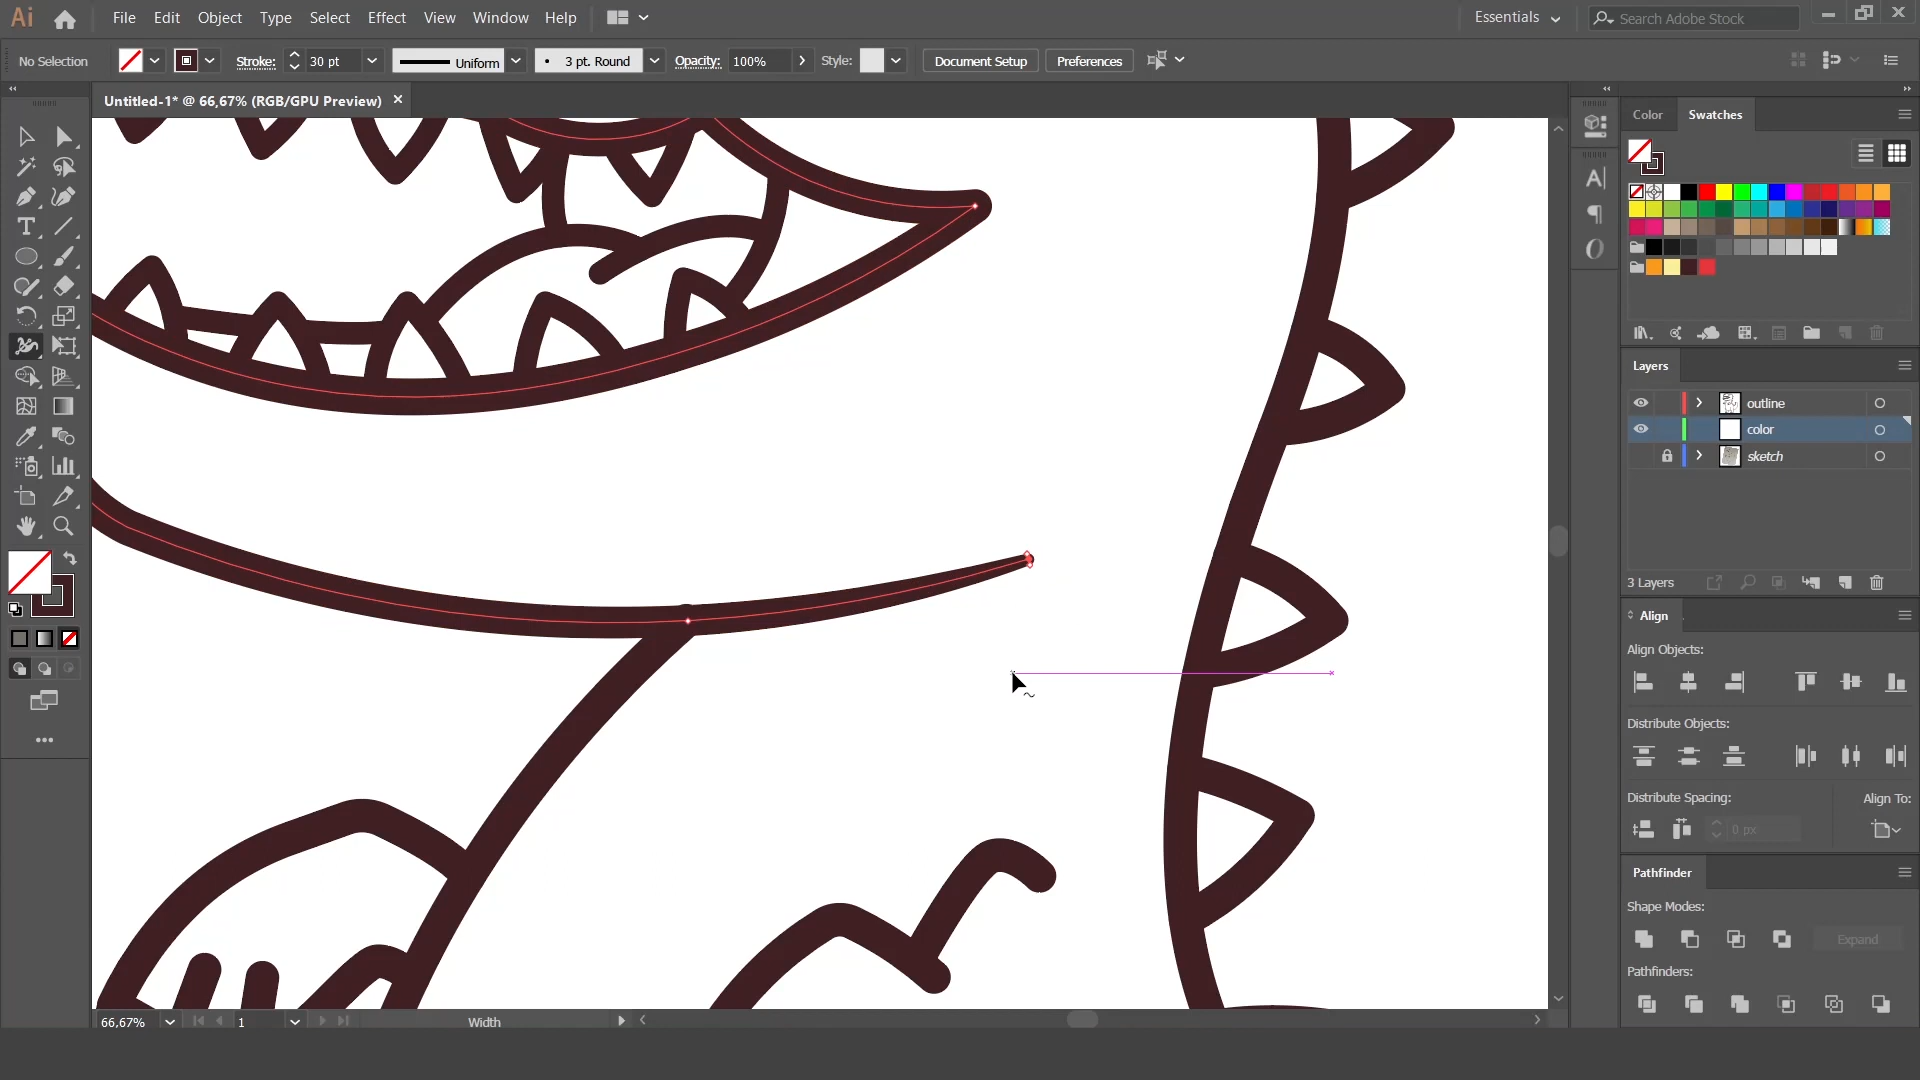 Ai File Edit Object Type Select Effect View Window Help Essentials Search Adobe Stock
No Selection Stroke: 30 pt Uniform 3 pt. Round Opacity: 100% Style: Document Setup Preferences
Untitled-1* @ 66,67% (RGB/GPU Preview)
Color Swatches
Layers
outline
color
sketch
3 Layers
Align
Align Objects:
Distribute Objects:
Distribute Spacing: Align To:
0 px
Pathfinder
Shape Modes:
Expand
Pathfinders:
66,67% 1 Width